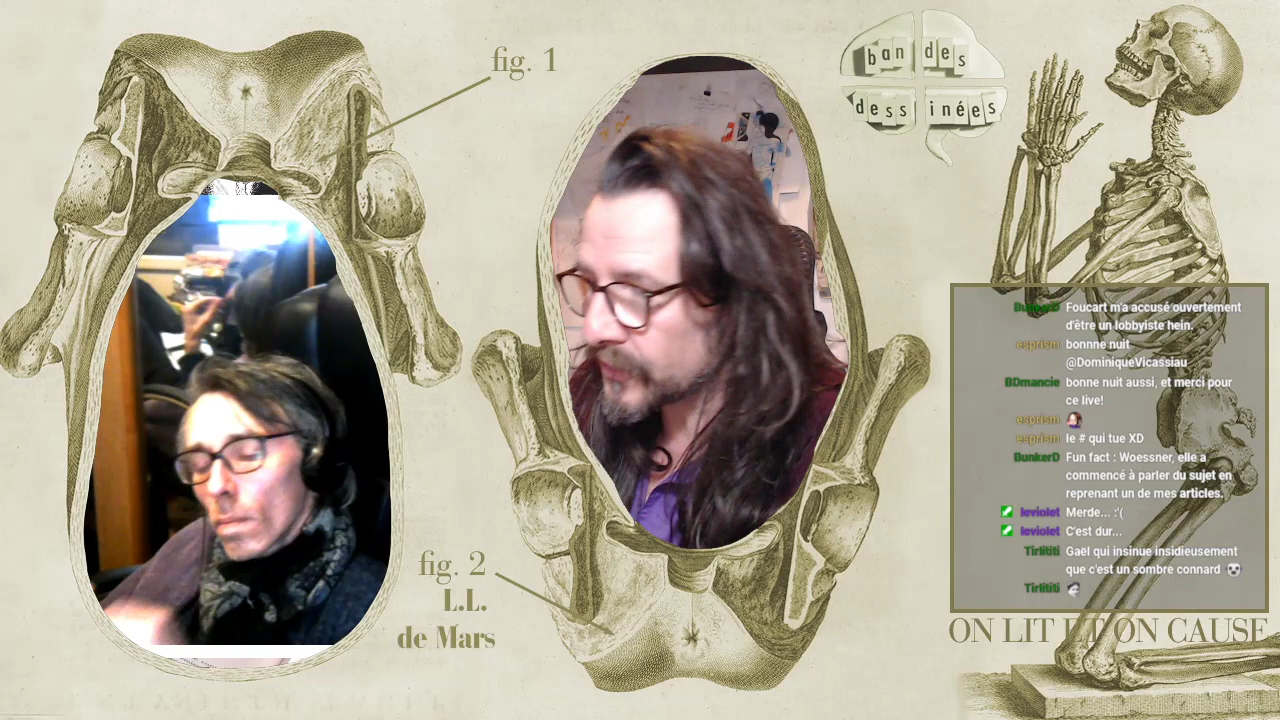 fig. 1
ban des
dess inées
BunkerD Foucart m'a accusé ouvertement
d'être un lobbyiste hein.
esprism bonnne nuit
@DominiqueVicassiau
BDmancie bonne nuit aussi, et merci pour
ce live!
esprism
esprism le # qui tue XD
BunkerD Fun fact : Woessner, elle a
commencé à parler du sujet en
reprenant un de mes articles.
leviolet Merde... :'(
leviolet C'est dur...
Tirlititi Gaël qui insinue insidieusement
que c'est un sombre connard
Tirlititi
fig. 2
L.L.
de Mars
ON LIT ET ON CAUSE